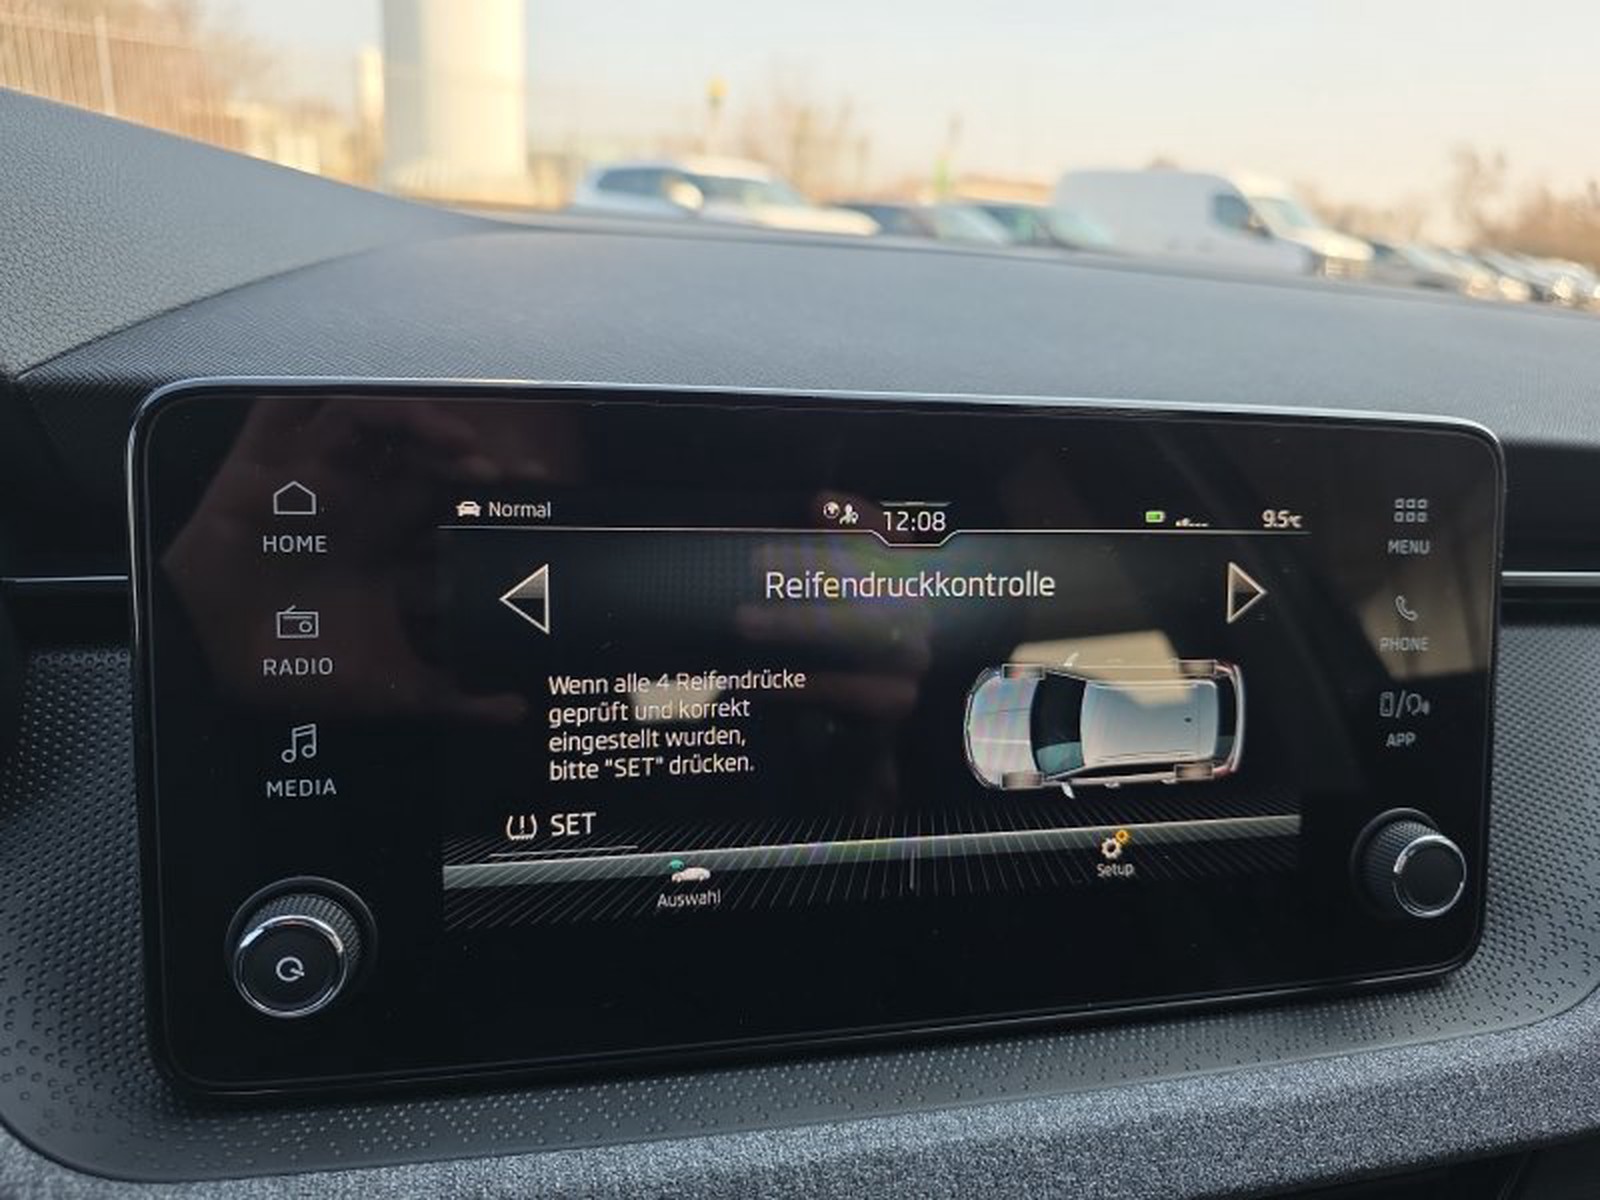 Normal
12:08
9.5°C
HOME
RADIO
MEDIA
Reifendruckkontrolle
Wenn alle 4 Reifendrücke
geprüft und korrekt
eingestellt wurden,
bitte "SET" drücken.
SET
Auswahl
Setup
MENU
PHONE
APP